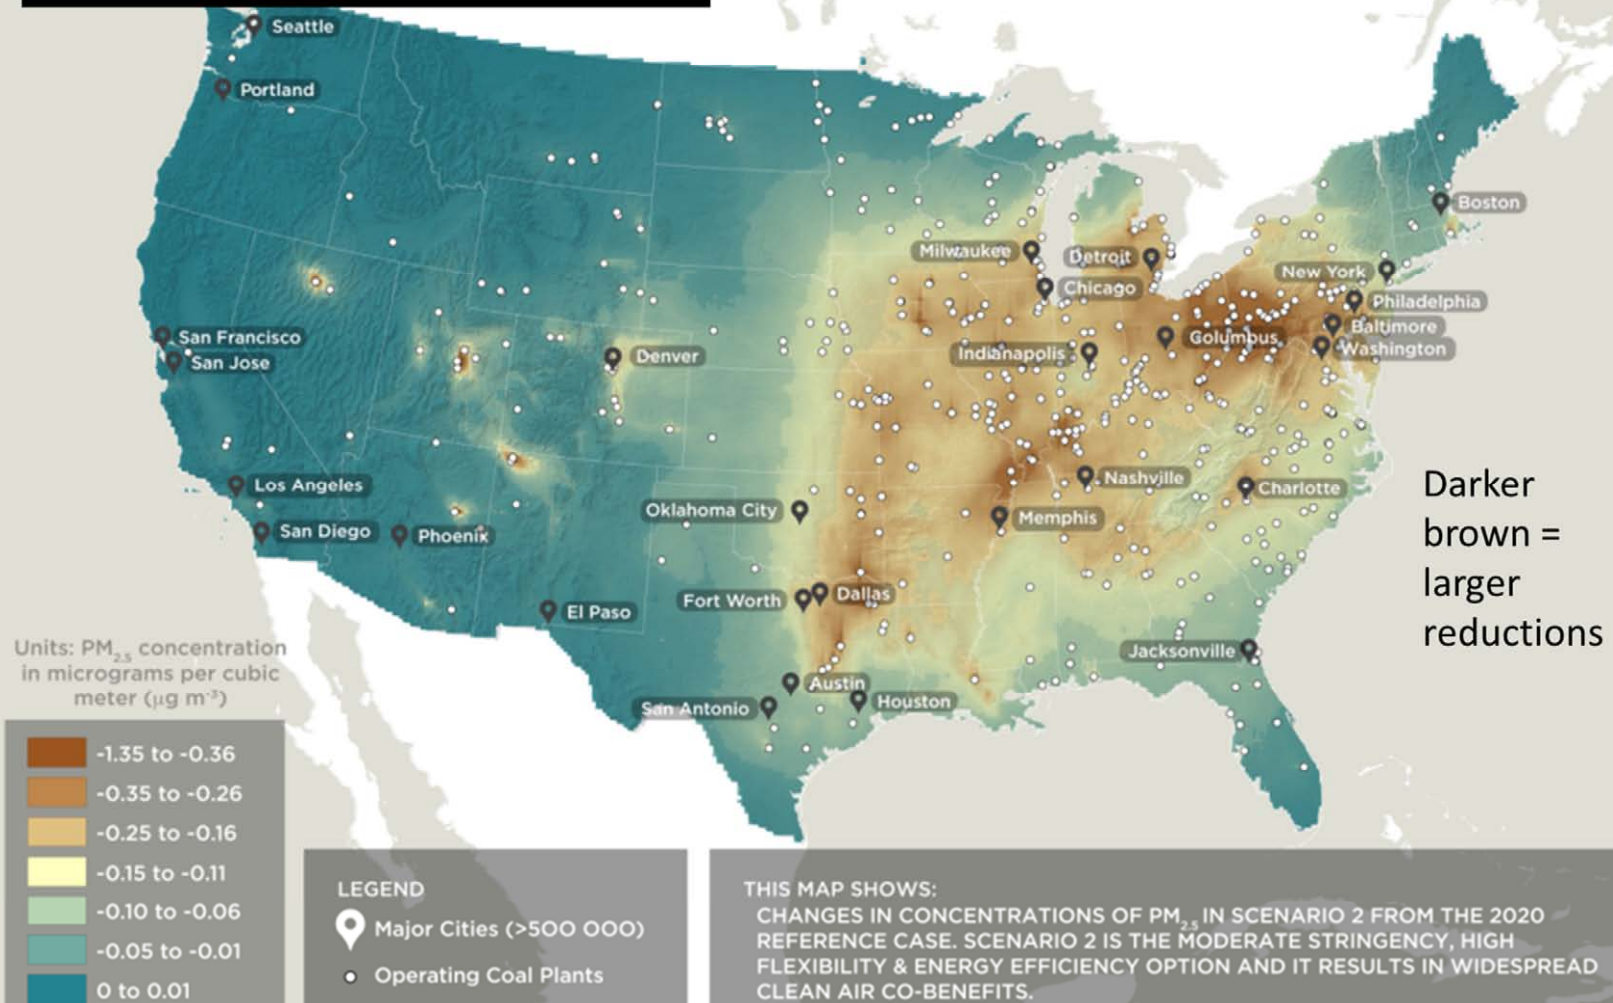 Seattle
Portland
Boston
Milwaukee
Detroit
New York
Chicago
Philadelphia
Baltimore
San Francisco
Columbus
Washington
Indianapolis
Denver
San Jose
Los Angeles
Nashville
Charlotte
Oklahoma City
Memphis
San Diego
Phoenix
Fort Worth
Dallas
El Paso
Jacksonville
Austin
San Antonio
Houston
Darker
brown =
larger
reductions
Units: PM2.5 concentration
in micrograms per cubic
meter (μg m-3)
-1.35 to -0.36
-0.35 to -0.26
-0.25 to -0.16
-0.15 to -0.11
-0.10 to -0.06
-0.05 to -0.01
0 to 0.01
LEGEND
Major Cities (>500 000)
Operating Coal Plants
THIS MAP SHOWS:
CHANGES IN CONCENTRATIONS OF PM2.5 IN SCENARIO 2 FROM THE 2020
REFERENCE CASE. SCENARIO 2 IS THE MODERATE STRINGENCY, HIGH
FLEXIBILITY & ENERGY EFFICIENCY OPTION AND IT RESULTS IN WIDESPREAD
CLEAN AIR CO-BENEFITS.